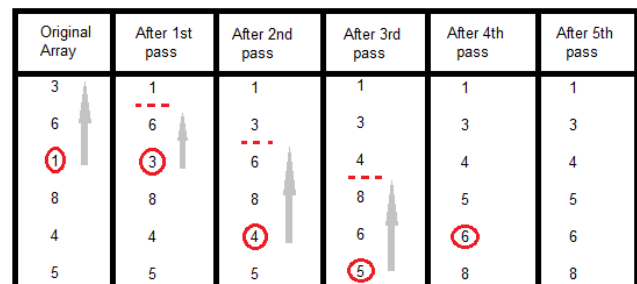 Original Array After 1st pass After 2nd pass After 3rd pass After 4th pass After 5th pass
3 1 1 1 1 1
6 6 3 3 3 3
1 3 6 4 4 4
8 8 8 8 5 5
4 4 4 6 6 6
5 5 5 5 8 8